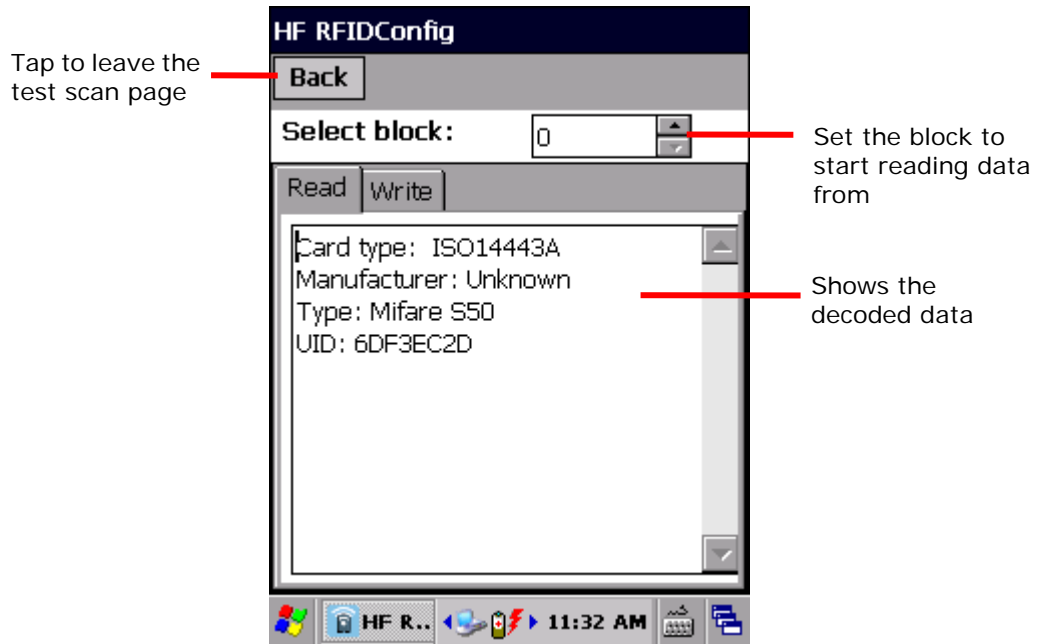 HF RFIDConfig
Tap to leave the
test scan page
Back
Select block:
0
Set the block to
start reading data
from
Read
Write
Card type: ISO14443A
Manufacturer: Unknown
Type: Mifare S50
UID: 6DF3EC2D
Shows the
decoded data
HF R..
11:32 AM